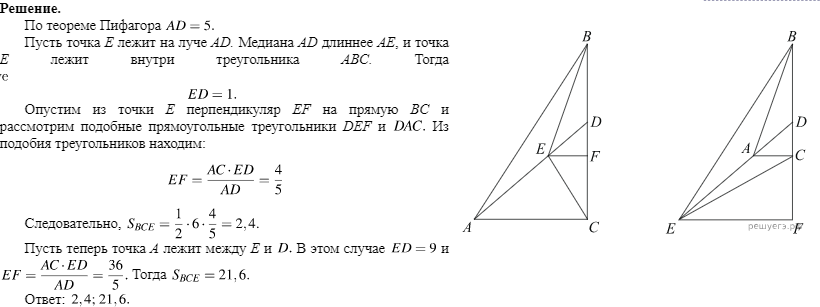 Решение.
По теореме Пифагора AD = 5.
Пусть точка E лежит на луче AD. Медиана AD длиннее AE, и точка
E лежит внутри треугольника ABC. Тогда
ED = 1.
Опустим из точки E перпендикуляр EF на прямую BC и
рассмотрим подобные прямоугольные треугольники DEF и DAC. Из
подобия треугольников находим:
EF = AC · ED / AD = 4/5
Следовательно, S_BCE = 1/2 · 6 · 4/5 = 2,4.
Пусть теперь точка A лежит между E и D. В этом случае ED = 9 и
EF = AC · ED / AD = 36/5. Тогда S_BCE = 21,6.
Ответ: 2,4; 21,6.
B
D
E
F
A
C
B
D
A
C
E
F